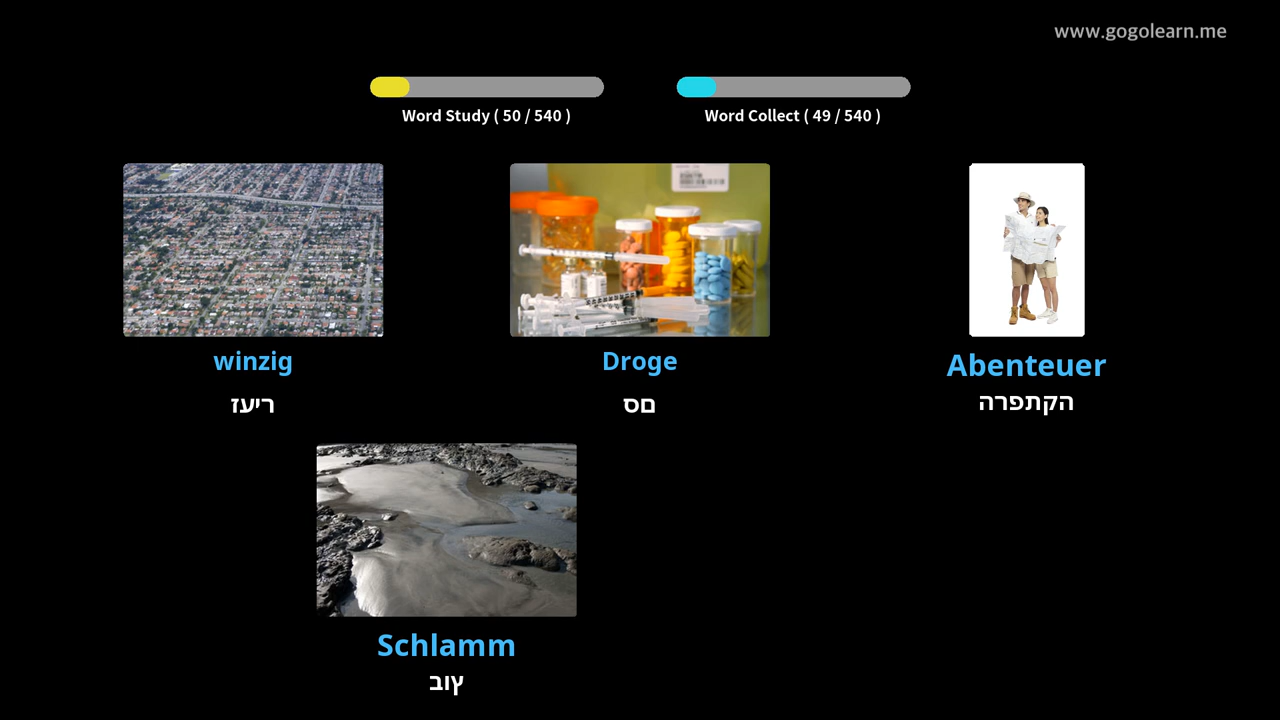 www.gogolearn.me
Word Study ( 50 / 540 )
Word Collect ( 49 / 540 )
winzig
ריעז
Droge
םס
Abenteuer
הקתפרה
Schlamm
ץוב